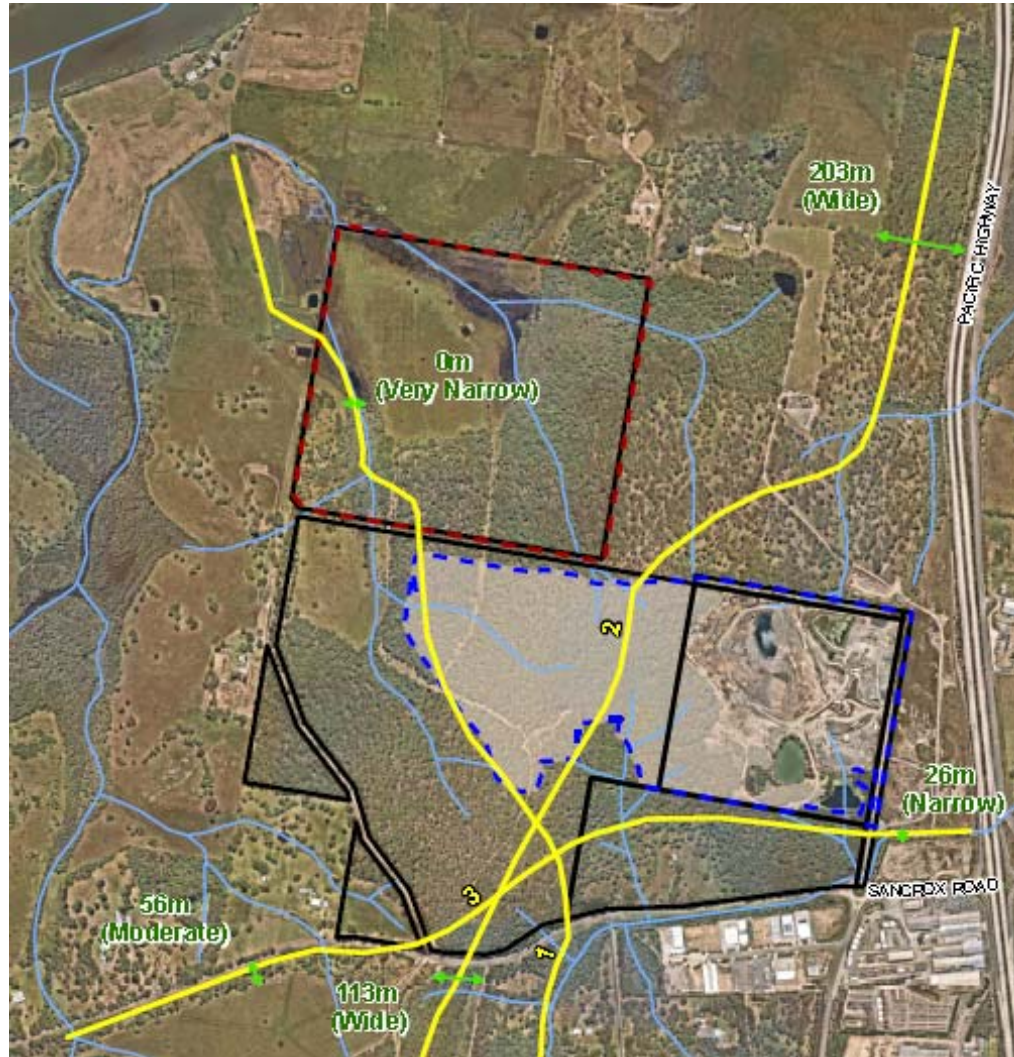 203m
(Wide)
PACIFIC HIGHWAY
0m
(Very Narrow)
2
26m
(Narrow)
SANCROX ROAD
3
56m
(Moderate)
1
113m
(Wide)